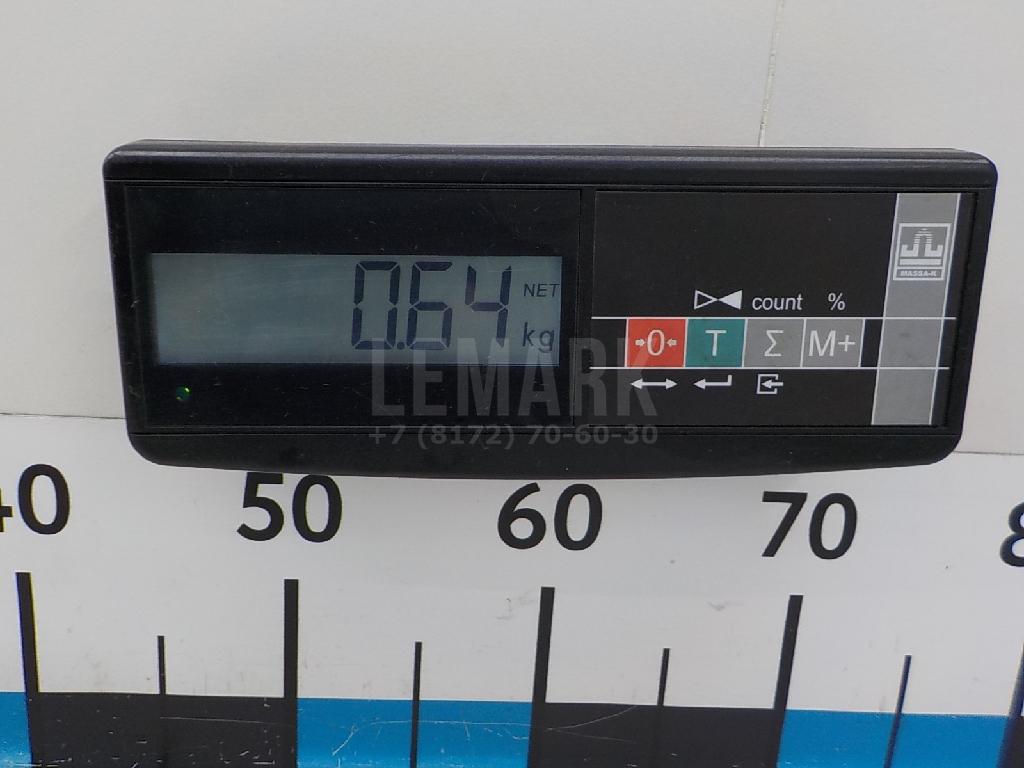 0.64 NET
kg
MASSA-K
count %
→0← T Σ M+
LEMARK
+7 (8172) 70-60-30
40 50 60 70